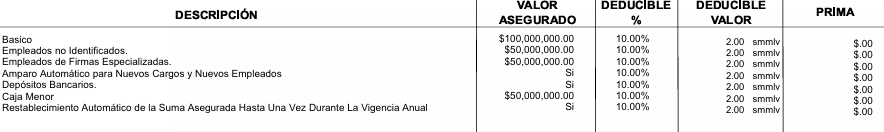 DESCRIPCIÓN VALOR ASEGURADO DEDUCIBLE % DEDUCIBLE VALOR PRIMA
Basico $100,000,000.00 10.00% 2.00 smmlv $.00
Empleados no Identificados. $50,000,000.00 10.00% 2.00 smmlv $.00
Empleados de Firmas Especializadas. $50,000,000.00 10.00% 2.00 smmlv $.00
Amparo Automático para Nuevos Cargos y Nuevos Empleados Si 10.00% 2.00 smmlv $.00
Depósitos Bancarios. Si 10.00% 2.00 smmlv $.00
Caja Menor $50,000,000.00 10.00% 2.00 smmlv $.00
Restablecimiento Automático de la Suma Asegurada Hasta Una Vez Durante La Vigencia Anual Si 10.00% 2.00 smmlv $.00